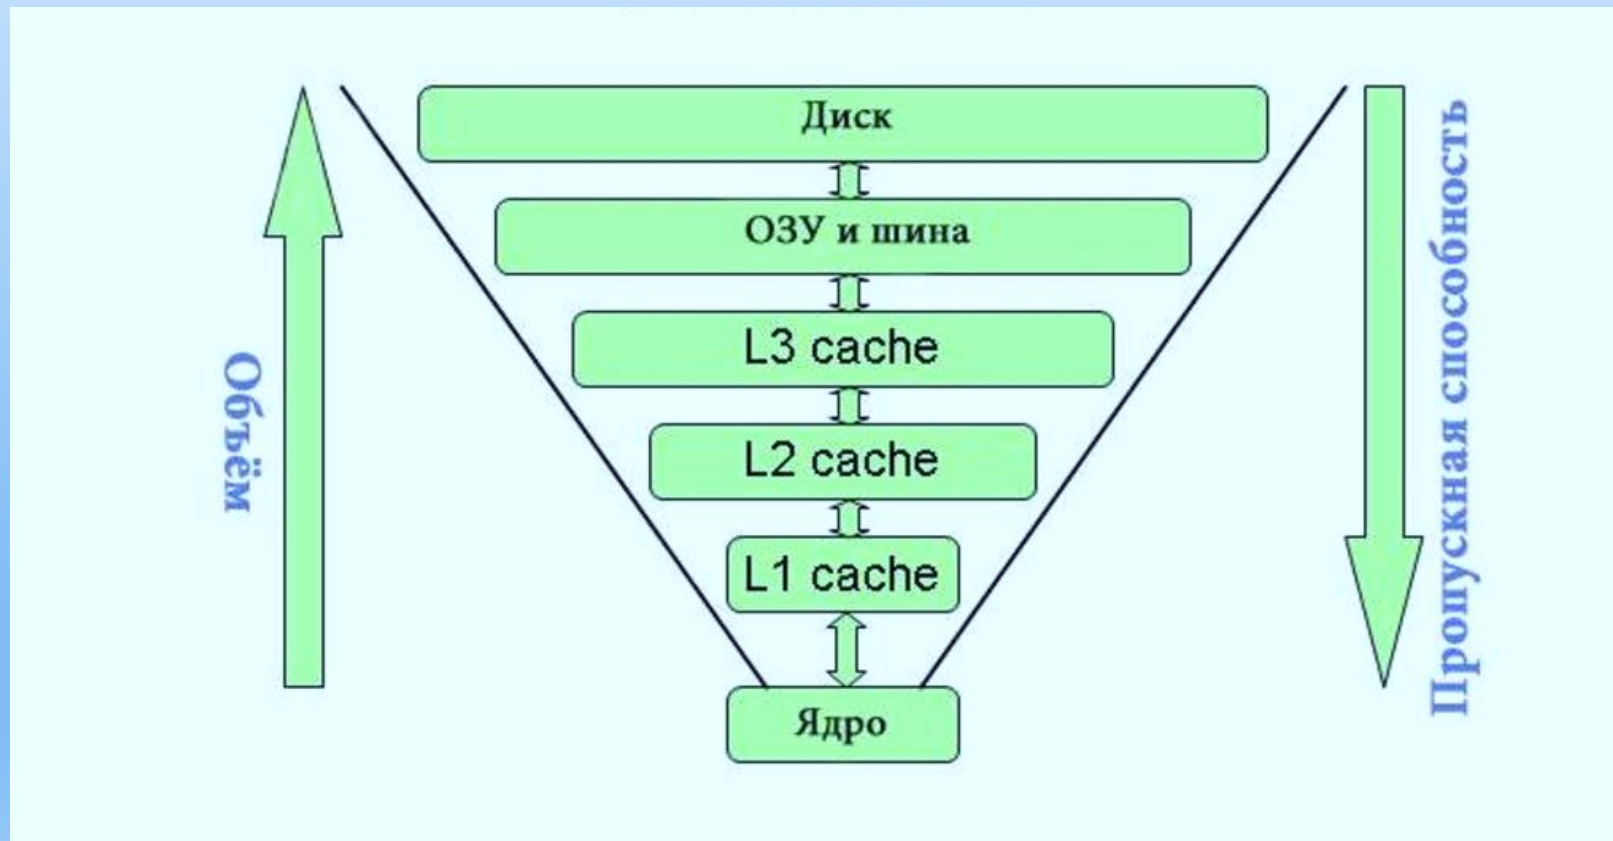 Диск
ОЗУ и шина
L3 cache
L2 cache
L1 cache
Ядро
Объём
Пропускная способность